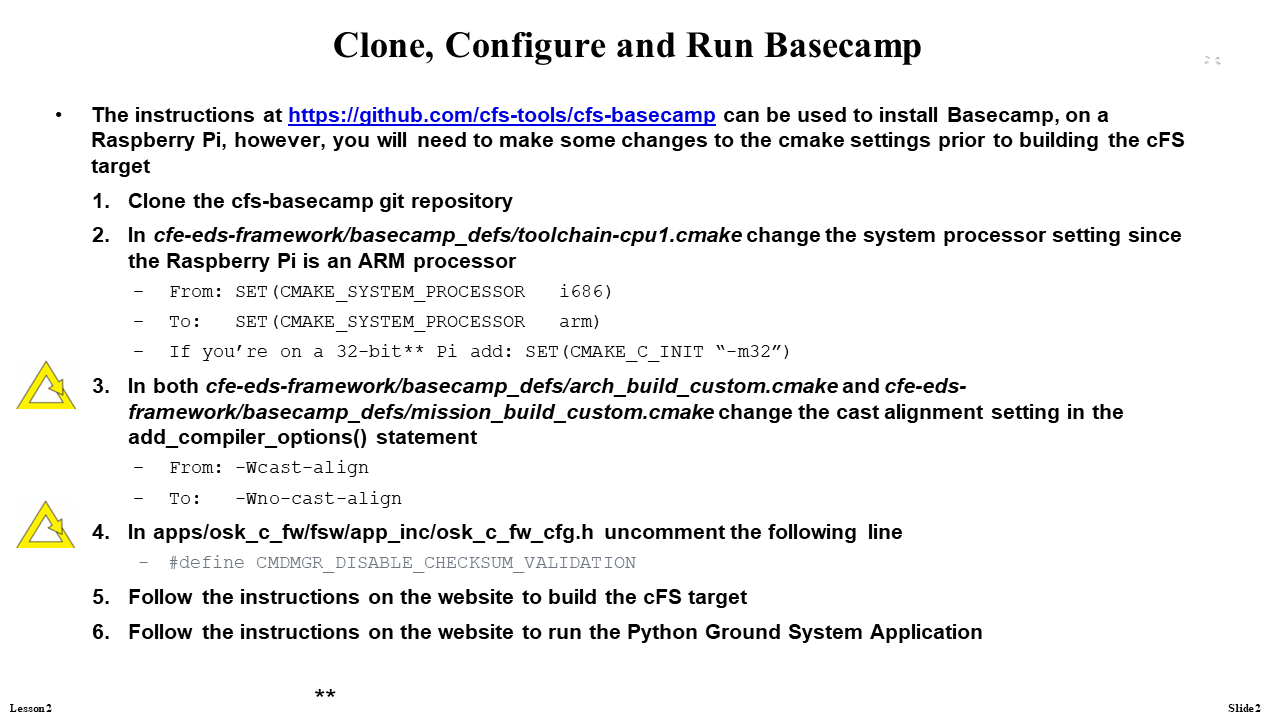 Clone, Configure and Run Basecamp
• The instructions at https://github.com/cfs-tools/cfs-basecamp can be used to install Basecamp, on a
Raspberry Pi, however, you will need to make some changes to the cmake settings prior to building the cFS
target
1. Clone the cfs-basecamp git repository
2. In cfe-eds-framework/basecamp_defs/toolchain-cpu1.cmake change the system processor setting since
the Raspberry Pi is an ARM processor
– From: SET(CMAKE_SYSTEM_PROCESSOR   i686)
– To:   SET(CMAKE_SYSTEM_PROCESSOR   arm)
– If you’re on a 32-bit** Pi add: SET(CMAKE_C_INIT “-m32”)
3. In both cfe-eds-framework/basecamp_defs/arch_build_custom.cmake and cfe-eds-
framework/basecamp_defs/mission_build_custom.cmake change the cast alignment setting in the
add_compiler_options() statement
– From: -Wcast-align
– To:   -Wno-cast-align
4. In apps/osk_c_fw/fsw/app_inc/osk_c_fw_cfg.h uncomment the following line
– #define CMDMGR_DISABLE_CHECKSUM_VALIDATION
5. Follow the instructions on the website to build the cFS target
6. Follow the instructions on the website to run the Python Ground System Application
**
Lesson 2
Slide 2